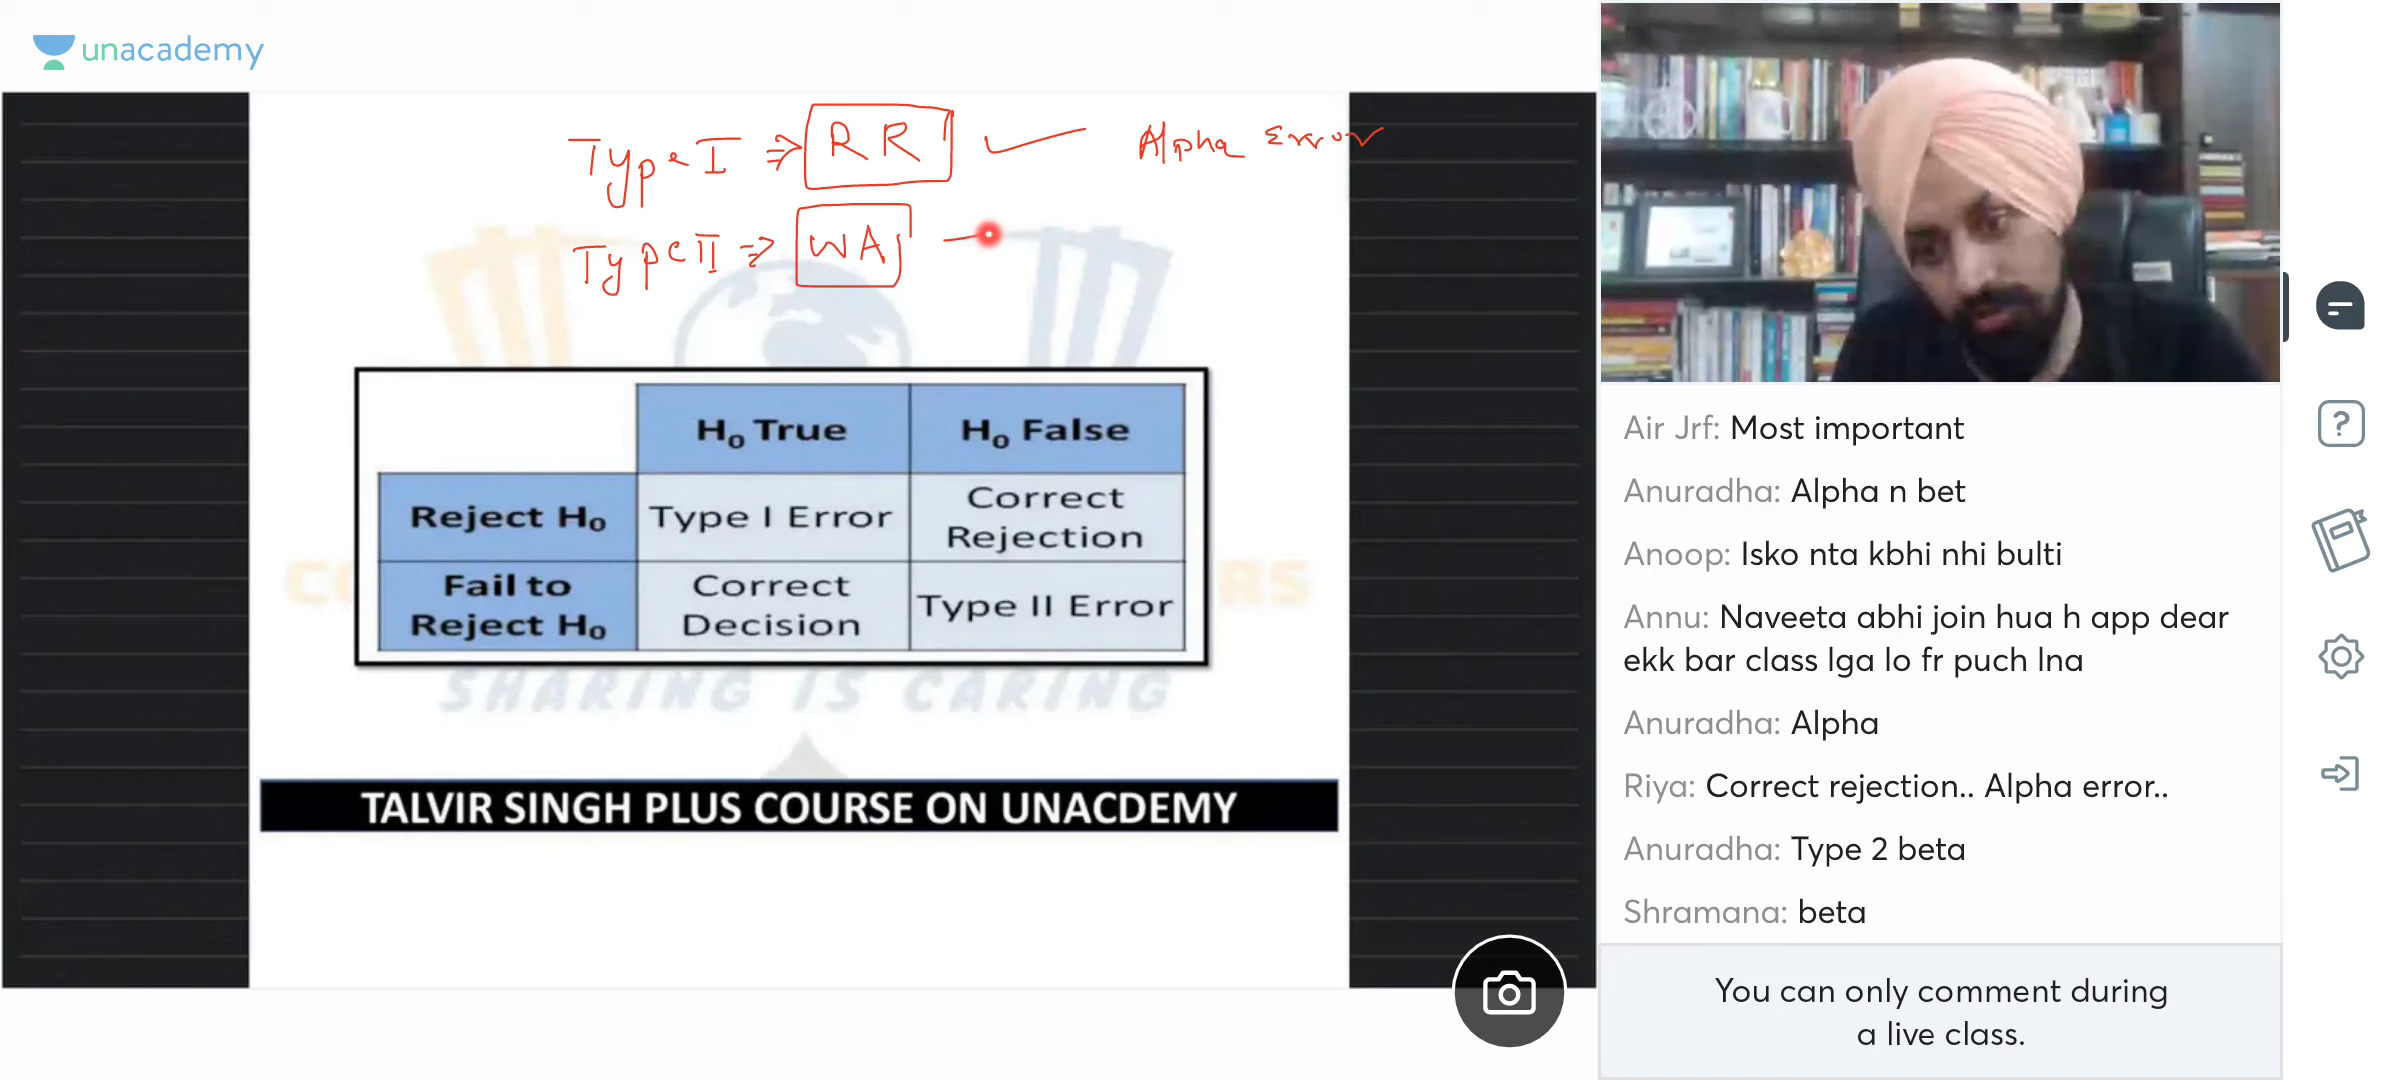 unacademy
Type I ⇒ RR ✓ Alpha Error
Type II ⇒ WA
H₀ True H₀ False
Reject H₀ Type I Error Correct Rejection
Fail to Reject H₀ Correct Decision Type II Error
RS
SHARING IS CARING
TALVIR SINGH PLUS COURSE ON UNACDEMY
Air Jrf: Most important
Anuradha: Alpha n bet
Anoop: Isko nta kbhi nhi bulti
Annu: Naveeta abhi join hua h app dear
ekk bar class lga lo fr puch lna
Anuradha: Alpha
Riya: Correct rejection.. Alpha error..
Anuradha: Type 2 beta
Shramana: beta
You can only comment during
a live class.